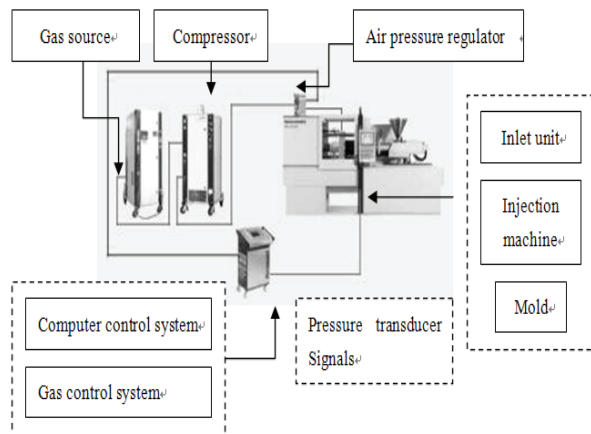 Gas source
Compressor
Air pressure regulator
Inlet unit
Injection
machine
Mold
Computer control system
Gas control system
Pressure transducer
Signals